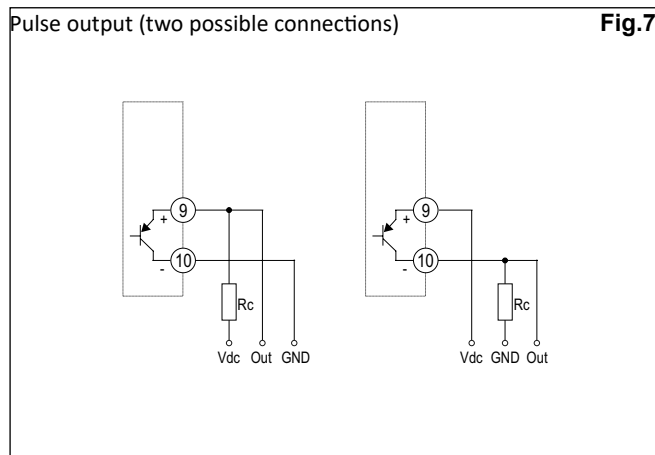 Pulse output (two possible connections) Fig.7
+ 9 + 9
- 10 - 10
Rc Rc
Vdc Out GND Vdc GND Out